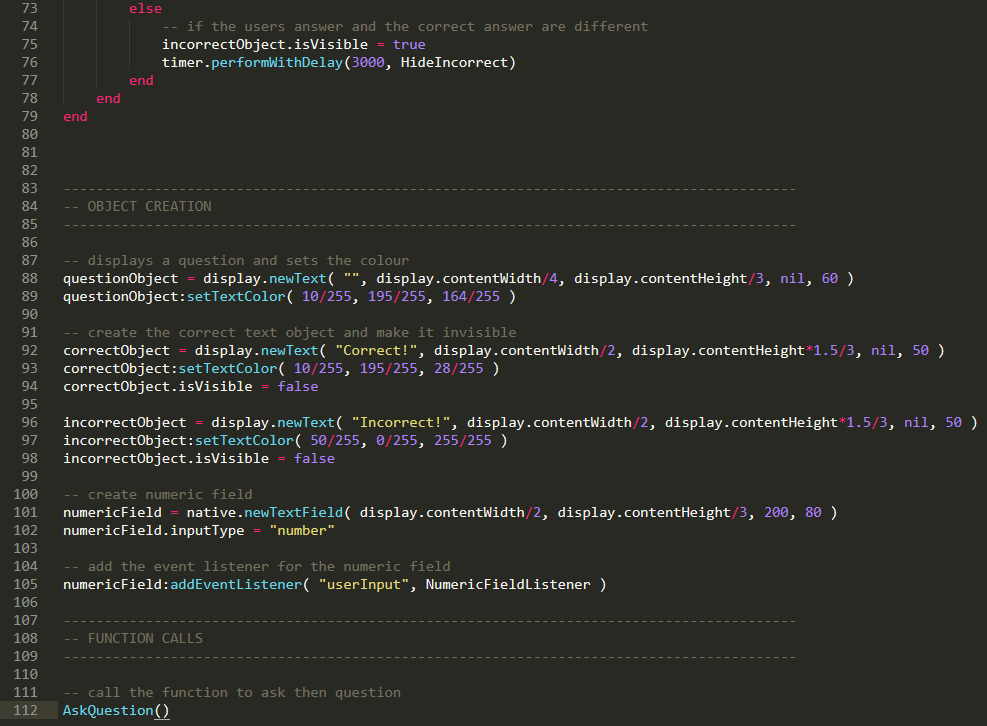 73 else
74 -- if the users answer and the correct answer are different
75 incorrectObject.isVisible = true
76 timer.performWithDelay(3000, HideIncorrect)
77 end
78 end
79 end
80
81
82
83 -----------------------------------------------------------------------------------------
84 -- OBJECT CREATION
85 -----------------------------------------------------------------------------------------
86
87 -- displays a question and sets the colour
88 questionObject = display.newText( "", display.contentWidth/4, display.contentHeight/3, nil, 60 )
89 questionObject:setTextColor( 10/255, 195/255, 164/255 )
90
91 -- create the correct text object and make it invisible
92 correctObject = display.newText( "Correct!", display.contentWidth/2, display.contentHeight*1.5/3, nil, 50 )
93 correctObject:setTextColor( 10/255, 195/255, 28/255 )
94 correctObject.isVisible = false
95
96 incorrectObject = display.newText( "Incorrect!", display.contentWidth/2, display.contentHeight*1.5/3, nil, 50 )
97 incorrectObject:setTextColor( 50/255, 0/255, 255/255 )
98 incorrectObject.isVisible = false
99
100 -- create numeric field
101 numericField = native.newTextField( display.contentWidth/2, display.contentHeight/3, 200, 80 )
102 numericField.inputType = "number"
103
104 -- add the event listener for the numeric field
105 numericField:addEventListener( "userInput", NumericFieldListener )
106
107 -----------------------------------------------------------------------------------------
108 -- FUNCTION CALLS
109 -----------------------------------------------------------------------------------------
110
111 -- call the function to ask then question
112 AskQuestion()